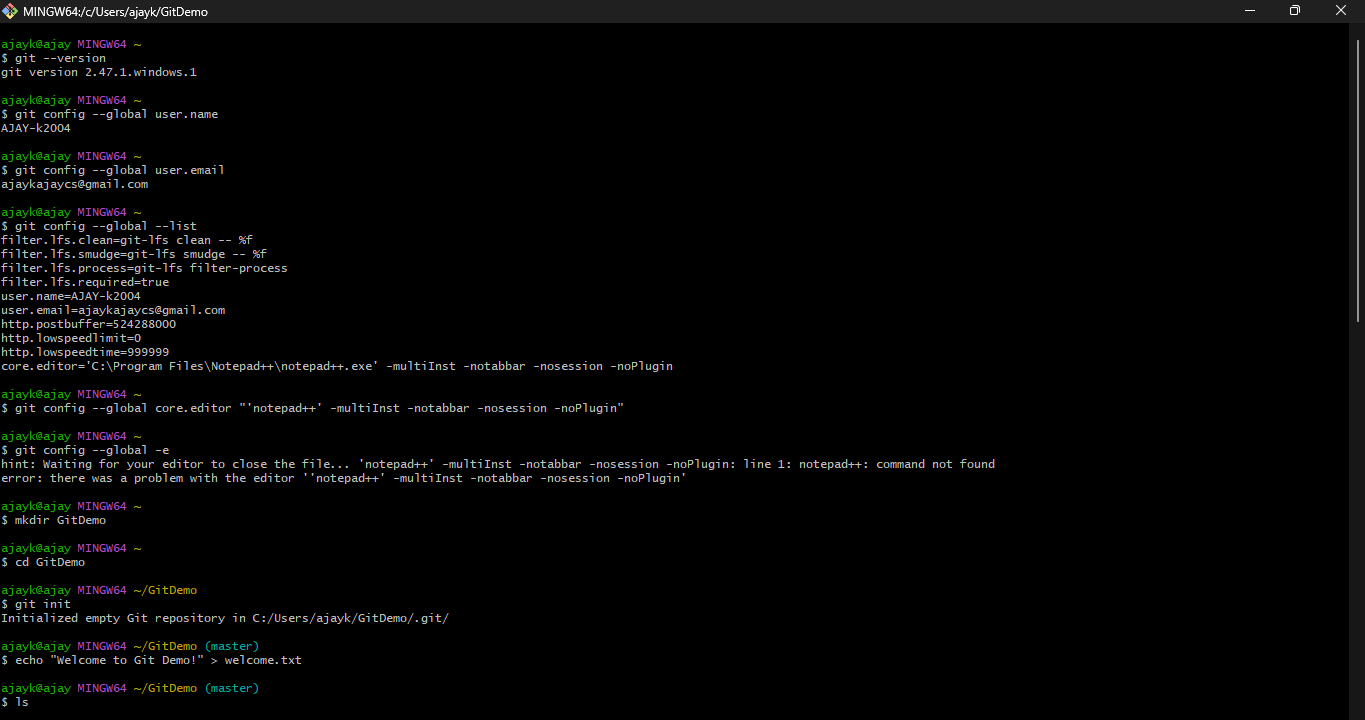 MINGW64:/c/Users/ajayk/GitDemo
ajayk@ajay MINGW64 ~
$ git --version
git version 2.47.1.windows.1
ajayk@ajay MINGW64 ~
$ git config --global user.name
AJAY-k2004
ajayk@ajay MINGW64 ~
$ git config --global user.email
ajaykajaycs@gmail.com
ajayk@ajay MINGW64 ~
$ git config --global --list
filter.lfs.clean=git-lfs clean -- %f
filter.lfs.smudge=git-lfs smudge -- %f
filter.lfs.process=git-lfs filter-process
filter.lfs.required=true
user.name=AJAY-k2004
user.email=ajaykajaycs@gmail.com
http.postbuffer=524288000
http.lowspeedlimit=0
http.lowspeedtime=999999
core.editor='C:\Program Files\Notepad++\notepad++.exe' -multiInst -notabbar -nosession -noPlugin
ajayk@ajay MINGW64 ~
$ git config --global core.editor "'notepad++' -multiInst -notabbar -nosession -noPlugin"
ajayk@ajay MINGW64 ~
$ git config --global -e
hint: Waiting for your editor to close the file... 'notepad++' -multiInst -notabbar -nosession -noPlugin: line 1: notepad++: command not found
error: there was a problem with the editor ''notepad++' -multiInst -notabbar -nosession -noPlugin'
ajayk@ajay MINGW64 ~
$ mkdir GitDemo
ajayk@ajay MINGW64 ~
$ cd GitDemo
ajayk@ajay MINGW64 ~/GitDemo
$ git init
Initialized empty Git repository in C:/Users/ajayk/GitDemo/.git/
ajayk@ajay MINGW64 ~/GitDemo (master)
$ echo "Welcome to Git Demo!" > welcome.txt
ajayk@ajay MINGW64 ~/GitDemo (master)
$ ls